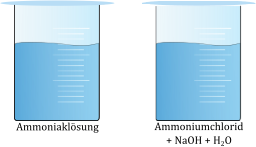 Ammoniaklösung
Ammoniumchlorid
+ NaOH + H₂O